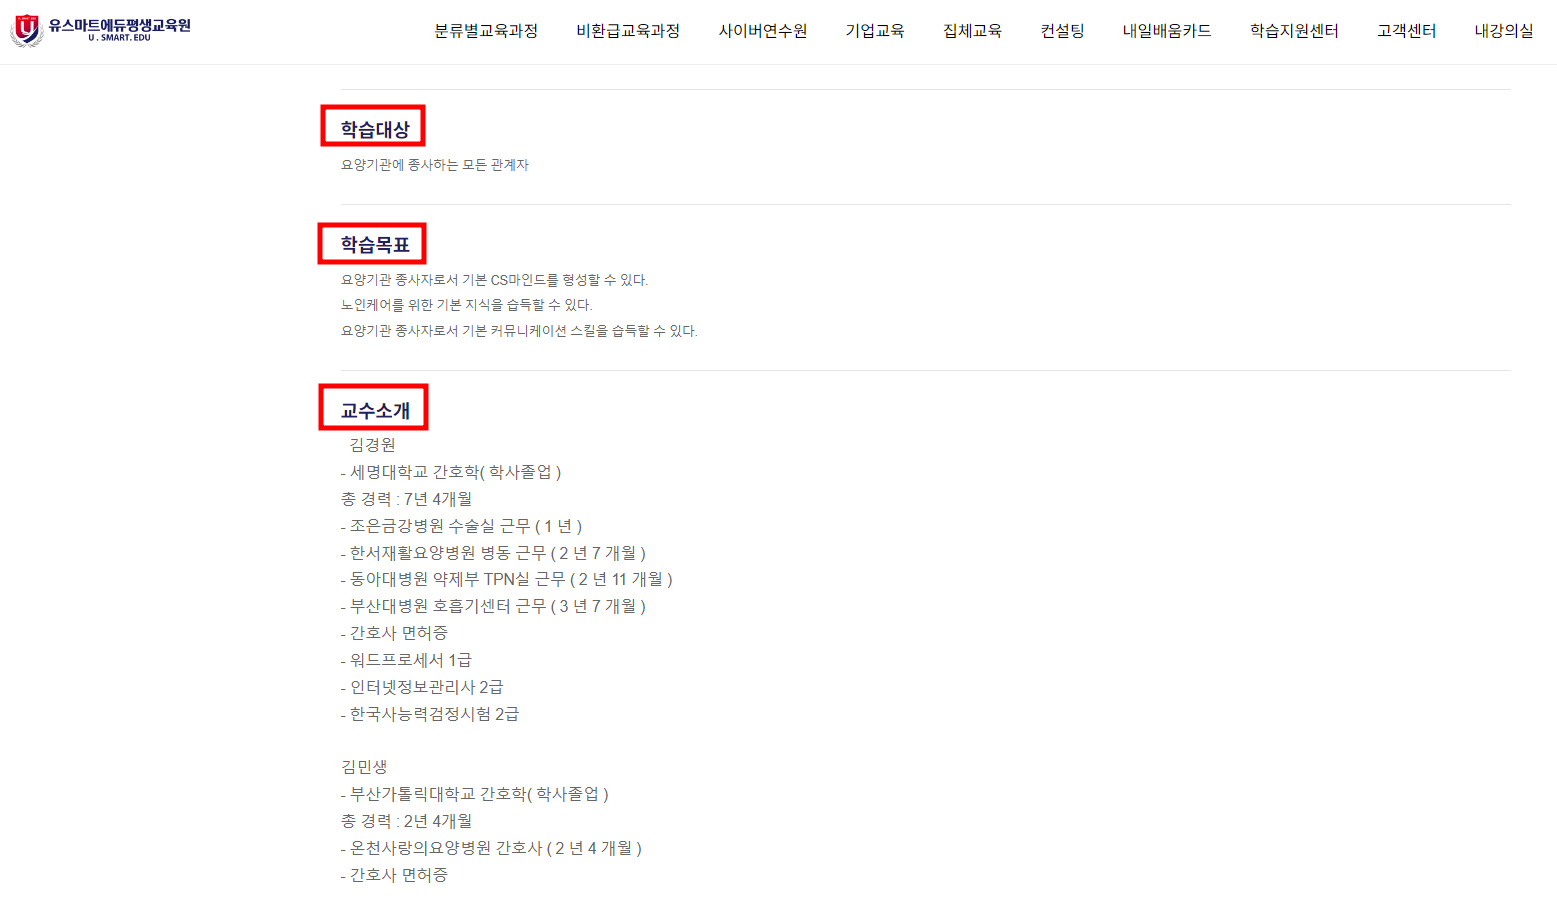 유스마트에듀평생교육원
U . SMART. EDU
분류별교육과정 비환급교육과정 사이버연수원 기업교육 집체교육 컨설팅 내일배움카드 학습지원센터 고객센터 내강의실
학습대상
요양기관에 종사하는 모든 관계자
학습목표
요양기관 종사자로서 기본 CS마인드를 형성할 수 있다.
노인케어를 위한 기본 지식을 습득할 수 있다.
요양기관 종사자로서 기본 커뮤니케이션 스킬을 습득할 수 있다.
교수소개
김경원
- 세명대학교 간호학( 학사졸업 )
총 경력 : 7년 4개월
- 조은금강병원 수술실 근무 ( 1 년 )
- 한서재활요양병원 병동 근무 ( 2 년 7 개월 )
- 동아대병원 약제부 TPN실 근무 ( 2 년 11 개월 )
- 부산대병원 호흡기센터 근무 ( 3 년 7 개월 )
- 간호사 면허증
- 워드프로세서 1급
- 인터넷정보관리사 2급
- 한국사능력검정시험 2급
김민생
- 부산가톨릭대학교 간호학( 학사졸업 )
총 경력 : 2년 4개월
- 온천사랑의요양병원 간호사 ( 2 년 4 개월 )
- 간호사 면허증